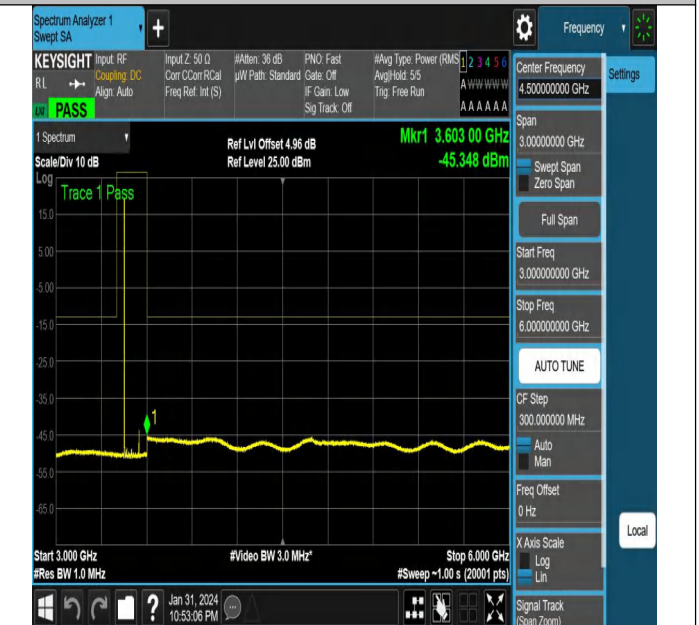 Spectrum Analyzer 1
Swept SA
+
Frequency
KEYSIGHT
RL
LXI
PASS
Input: RF
Coupling: DC
Align: Auto
Input Z: 50 Ω
Corr CCorr RCal
Freq Ref: Int (S)
#Atten: 36 dB
µW Path: Standard
PNO: Fast
Gate: Off
IF Gain: Low
Sig Track: Off
#Avg Type: Power (RMS
Avg|Hold: 5/5
Trig: Free Run
1 2 3 4 5 6
A W W W W W
A A A A A A
1 Spectrum
Scale/Div 10 dB
Log
Ref Lvl Offset 4.96 dB
Ref Level 25.00 dBm
Mkr1 3.603 00 GHz
-45.348 dBm
Trace 1 Pass
15.0
5.00
-5.00
-15.0
-25.0
-35.0
-45.0
-55.0
-65.0
1
Start 3.000 GHz
#Res BW 1.0 MHz
#Video BW 3.0 MHz*
Stop 6.000 GHz
#Sweep ~1.00 s (20001 pts)
Jan 31, 2024
10:53:06 PM
?
Center Frequency
4.500000000 GHz
Settings
Span
3.00000000 GHz
Swept Span
Zero Span
Full Span
Start Freq
3.000000000 GHz
Stop Freq
6.000000000 GHz
AUTO TUNE
CF Step
300.000000 MHz
Auto
Man
Freq Offset
0 Hz
X Axis Scale
Log
Lin
Local
Signal Track
(Span Zoom)